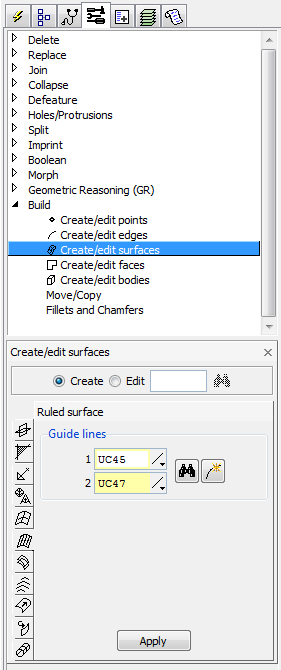 Delete
Replace
Join
Collapse
Defeature
Holes/Protrusions
Split
Imprint
Boolean
Morph
Geometric Reasoning (GR)
Build
Create/edit points
Create/edit edges
Create/edit surfaces
Create/edit faces
Create/edit bodies
Move/Copy
Fillets and Chamfers
Create/edit surfaces
Create Edit
Ruled surface
Guide lines
1 UC45
2 UC47
Apply